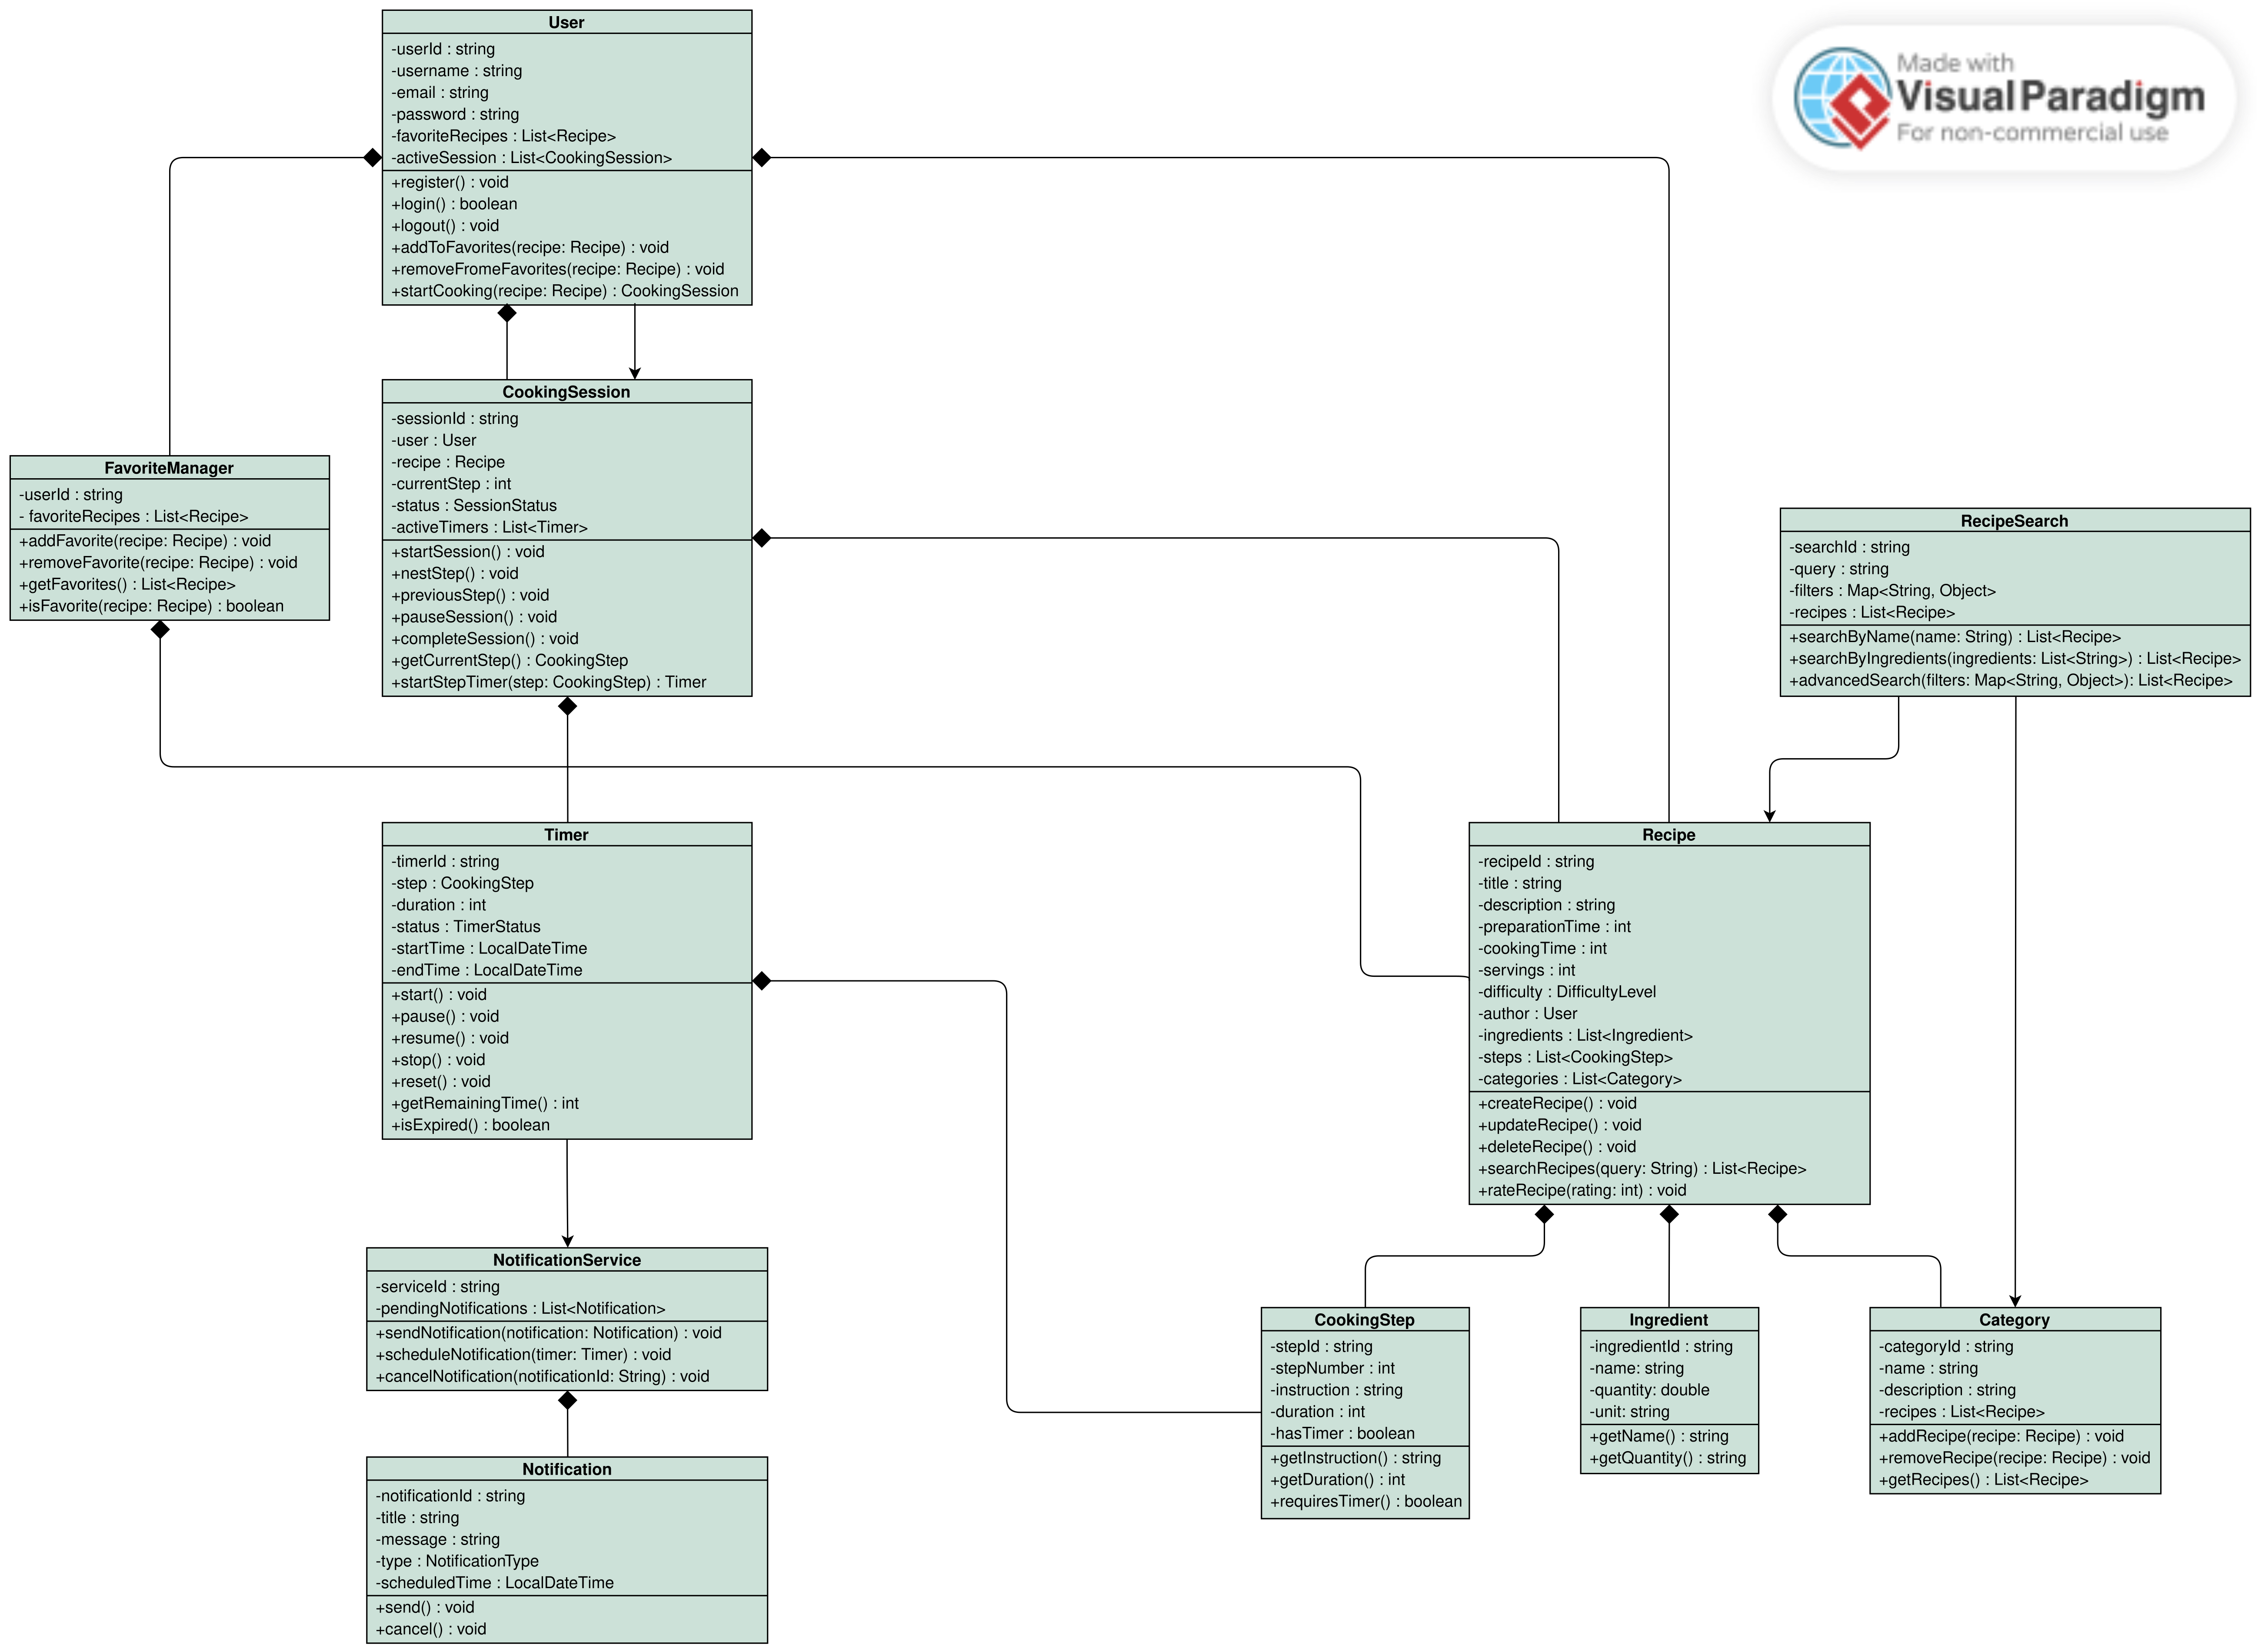 User
-userId : string
-username : string
-email : string
-password : string
-favoriteRecipes : List<Recipe>
-activeSession : List<CookingSession>
+register() : void
+login() : boolean
+logout() : void
+addToFavorites(recipe: Recipe) : void
+removeFromeFavorites(recipe: Recipe) : void
+startCooking(recipe: Recipe) : CookingSession
Made with
Visual Paradigm
For non-commercial use
CookingSession
-sessionId : string
-user : User
-recipe : Recipe
-currentStep : int
-status : SessionStatus
-activeTimers : List<Timer>
+startSession() : void
+nestStep() : void
+previousStep() : void
+pauseSession() : void
+completeSession() : void
+getCurrentStep() : CookingStep
+startStepTimer(step: CookingStep) : Timer
FavoriteManager
-userId : string
- favoriteRecipes : List<Recipe>
+addFavorite(recipe: Recipe) : void
+removeFavorite(recipe: Recipe) : void
+getFavorites() : List<Recipe>
+isFavorite(recipe: Recipe) : boolean
RecipeSearch
-searchId : string
-query : string
-filters : Map<String, Object>
-recipes : List<Recipe>
+searchByName(name: String) : List<Recipe>
+searchByIngredients(ingredients: List<String>) : List<Recipe>
+advancedSearch(filters: Map<String, Object>): List<Recipe>
Timer
-timerId : string
-step : CookingStep
-duration : int
-status : TimerStatus
-startTime : LocalDateTime
-endTime : LocalDateTime
+start() : void
+pause() : void
+resume() : void
+stop() : void
+reset() : void
+getRemainingTime() : int
+isExpired() : boolean
Recipe
-recipeId : string
-title : string
-description : string
-preparationTime : int
-cookingTime : int
-servings : int
-difficulty : DifficultyLevel
-author : User
-ingredients : List<Ingredient>
-steps : List<CookingStep>
-categories : List<Category>
+createRecipe() : void
+updateRecipe() : void
+deleteRecipe() : void
+searchRecipes(query: String) : List<Recipe>
+rateRecipe(rating: int) : void
NotificationService
-serviceId : string
-pendingNotifications : List<Notification>
+sendNotification(notification: Notification) : void
+scheduleNotification(timer: Timer) : void
+cancelNotification(notificationId: String) : void
CookingStep
-stepId : string
-stepNumber : int
-instruction : string
-duration : int
-hasTimer : boolean
+getInstruction() : string
+getDuration() : int
+requiresTimer() : boolean
Ingredient
-ingredientId : string
-name: string
-quantity: double
-unit: string
+getName() : string
+getQuantity() : string
Category
-categoryId : string
-name : string
-description : string
-recipes : List<Recipe>
+addRecipe(recipe: Recipe) : void
+removeRecipe(recipe: Recipe) : void
+getRecipes() : List<Recipe>
Notification
-notificationId : string
-title : string
-message : string
-type : NotificationType
-scheduledTime : LocalDateTime
+send() : void
+cancel() : void